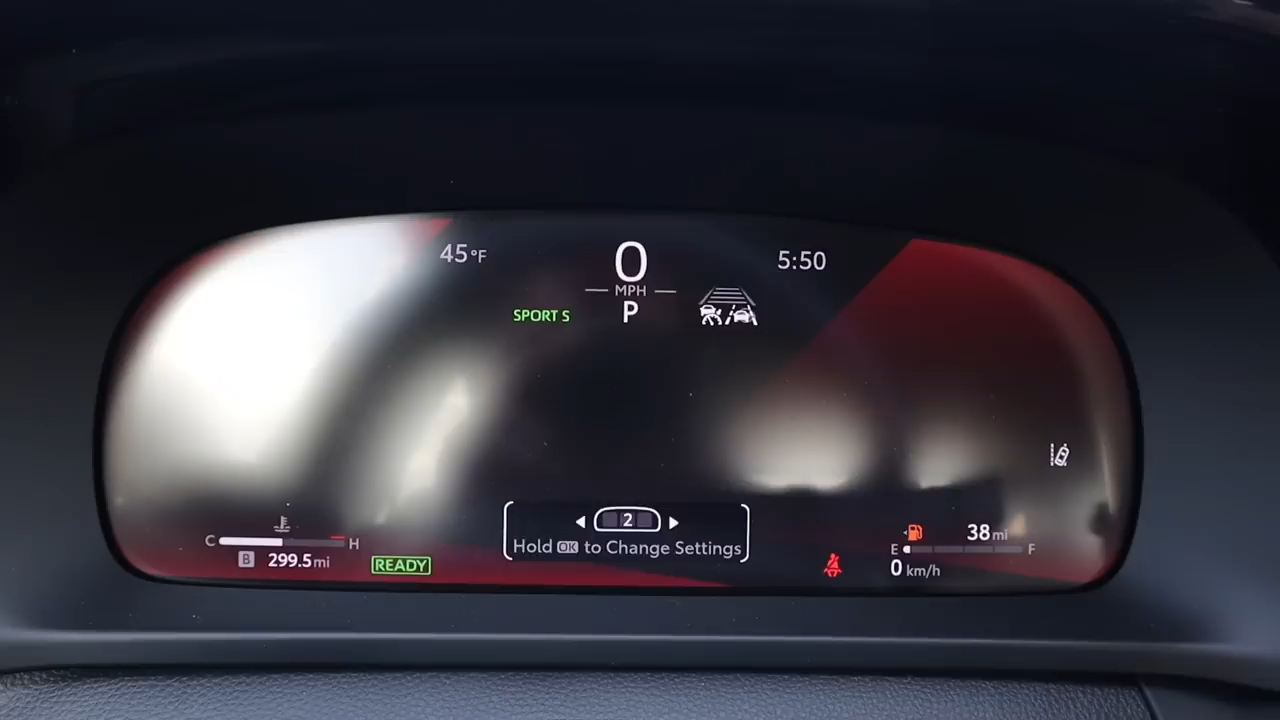 45°F
0
5:50
MPH
SPORT S
P
2
Hold OK to Change Settings
C
H
B 299.5 mi
READY
38 mi
E
F
0 km/h